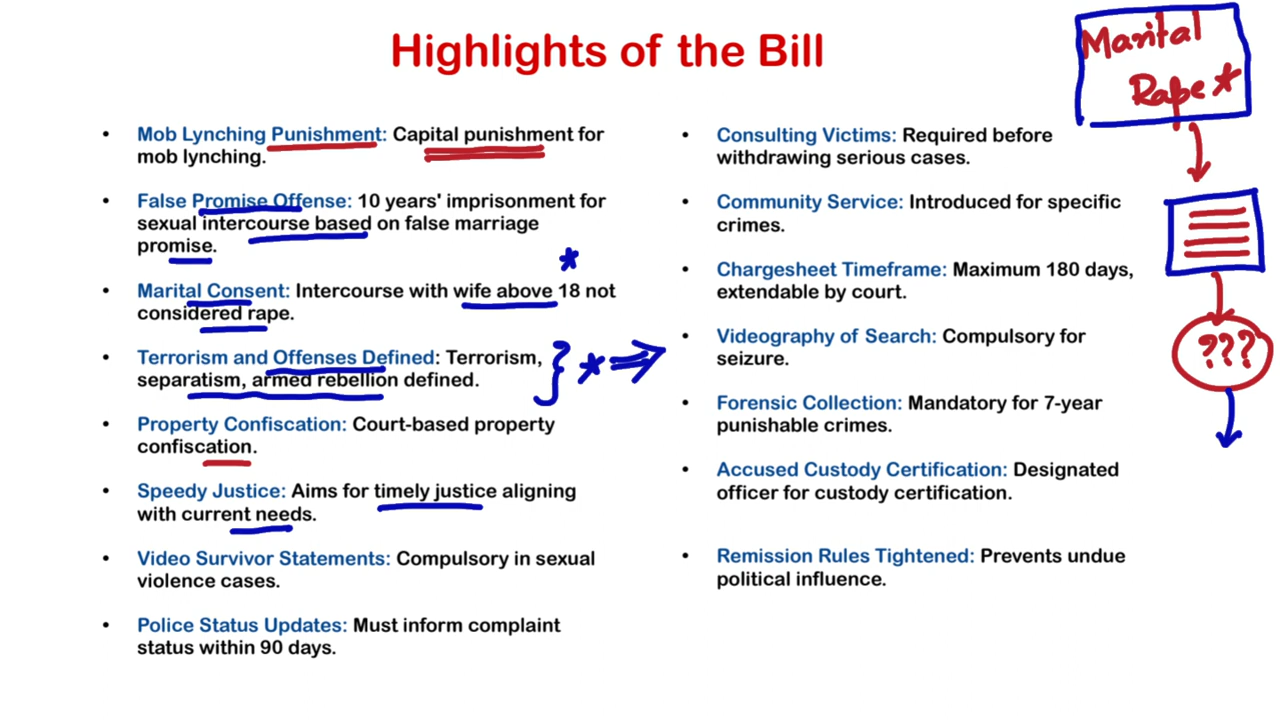 Highlights of the Bill
Marital
Rape
• Mob Lynching Punishment: Capital punishment for
mob lynching.
• False Promise Offense: 10 years' imprisonment for
sexual intercourse based on false marriage
promise.
• Marital Consent: Intercourse with wife above 18 not
considered rape.
• Terrorism and Offenses Defined: Terrorism,
separatism, armed rebellion defined.
• Property Confiscation: Court-based property
confiscation.
• Speedy Justice: Aims for timely justice aligning
with current needs.
• Video Survivor Statements: Compulsory in sexual
violence cases.
• Police Status Updates: Must inform complaint
status within 90 days.
• Consulting Victims: Required before
withdrawing serious cases.
• Community Service: Introduced for specific
crimes.
• Chargesheet Timeframe: Maximum 180 days,
extendable by court.
• Videography of Search: Compulsory for
seizure.
• Forensic Collection: Mandatory for 7-year
punishable crimes.
• Accused Custody Certification: Designated
officer for custody certification.
• Remission Rules Tightened: Prevents undue
political influence.
???